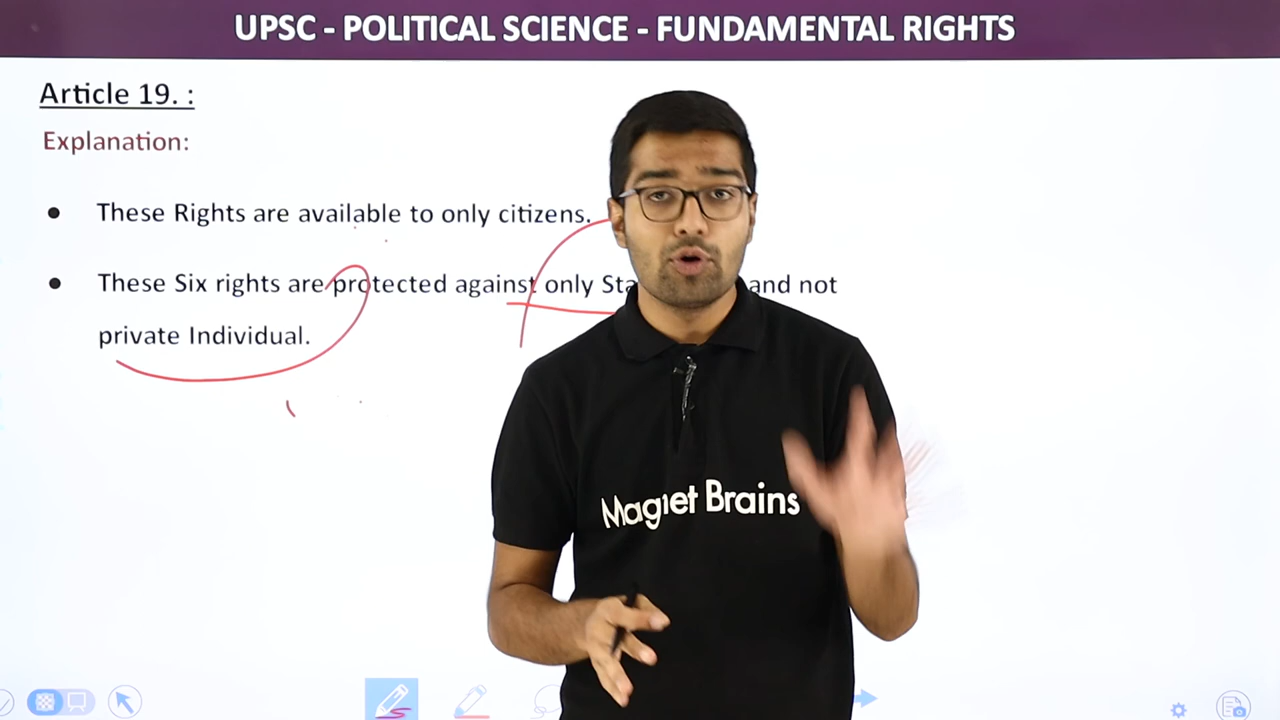 UPSC - POLITICAL SCIENCE - FUNDAMENTAL RIGHTS
Article 19. :
Explanation:
● These Rights are available to only citizens.
● These Six rights are protected against only and not
private Individual.
Magnet Brains